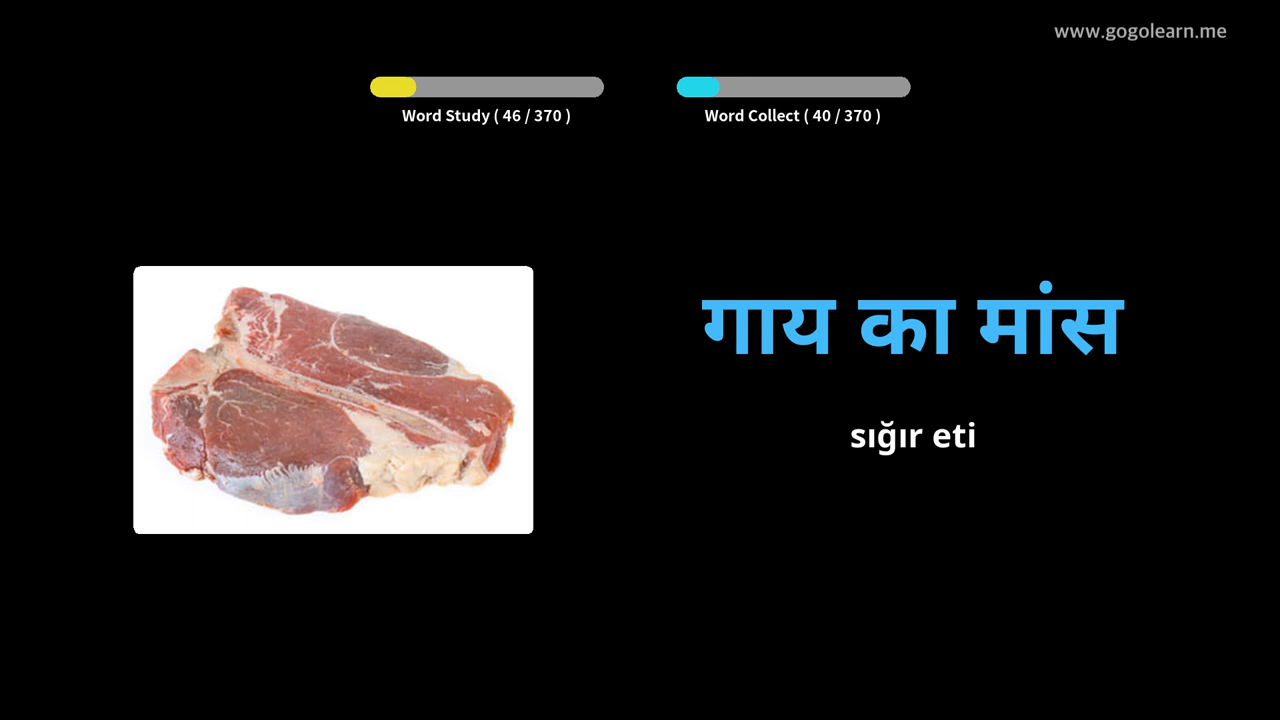 www.gogolearn.me
Word Study ( 46 / 370 )
Word Collect ( 40 / 370 )
गाय का मांस
sığır eti